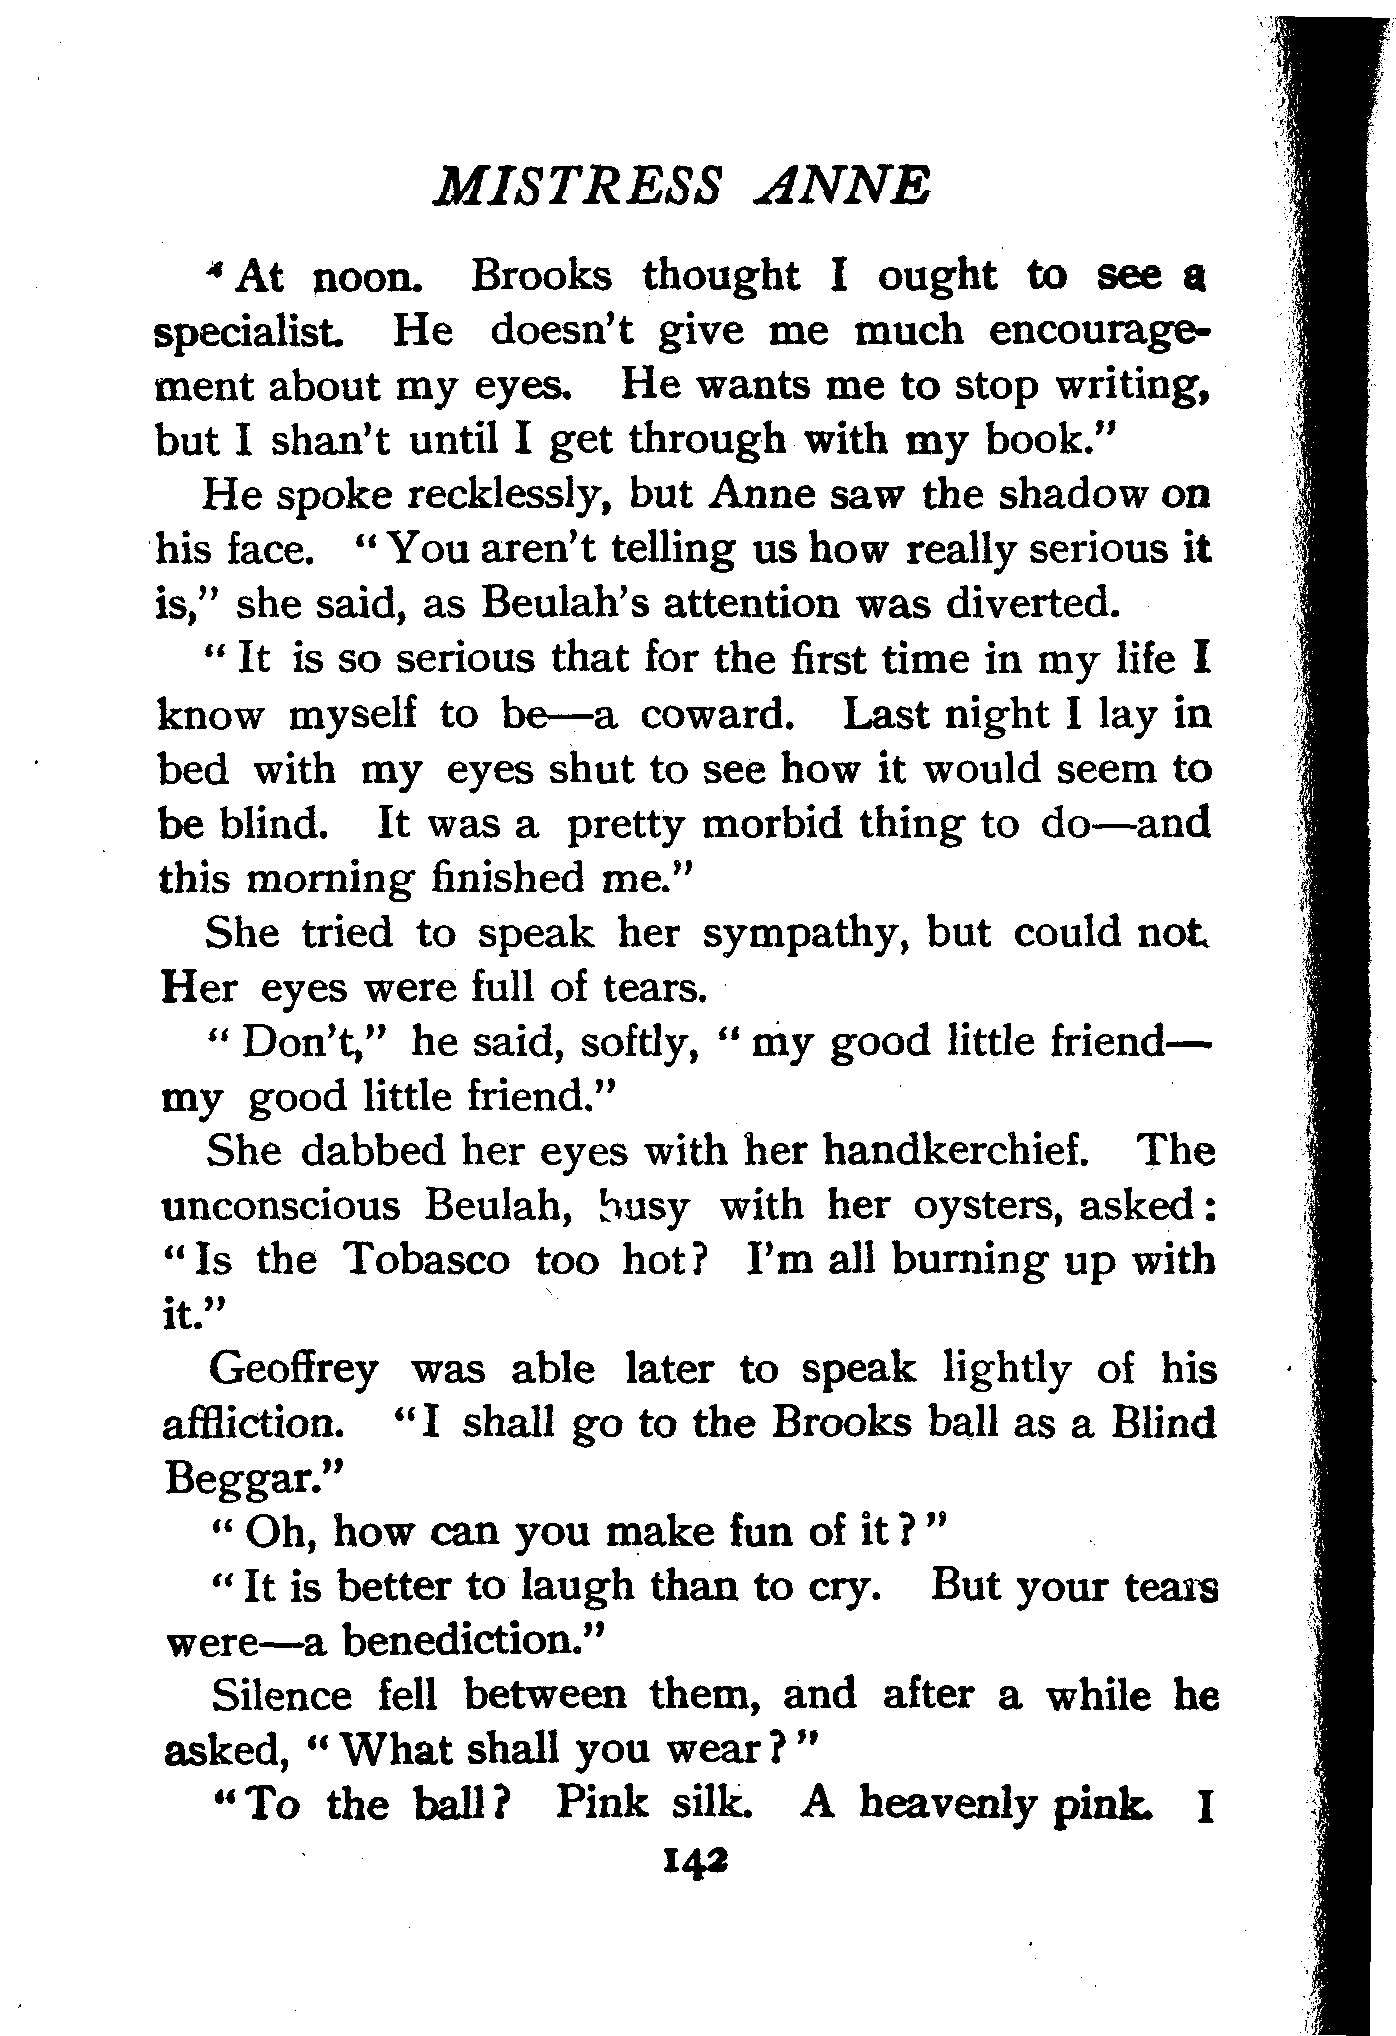 MISTRESS ANNE
"At noon. Brooks thought I ought to see a
specialist. He doesn't give me much encourage-
ment about my eyes. He wants me to stop writing,
but I shan't until I get through with my book."
He spoke recklessly, but Anne saw the shadow on
his face. "You aren't telling us how really serious it
is," she said, as Beulah's attention was diverted.
"It is so serious that for the first time in my life I
know myself to be—a coward. Last night I lay in
bed with my eyes shut to see how it would seem to
be blind. It was a pretty morbid thing to do—and
this morning finished me."
She tried to speak her sympathy, but could not.
Her eyes were full of tears.
"Don't," he said, softly, "my good little friend—
my good little friend."
She dabbed her eyes with her handkerchief. The
unconscious Beulah, busy with her oysters, asked:
"Is the Tobasco too hot? I'm all burning up with
it."
Geoffrey was able later to speak lightly of his
affliction. "I shall go to the Brooks ball as a Blind
Beggar."
"Oh, how can you make fun of it?"
"It is better to laugh than to cry. But your tears
were—a benediction."
Silence fell between them, and after a while he
asked, "What shall you wear?"
"To the ball? Pink silk. A heavenly pink. I
142